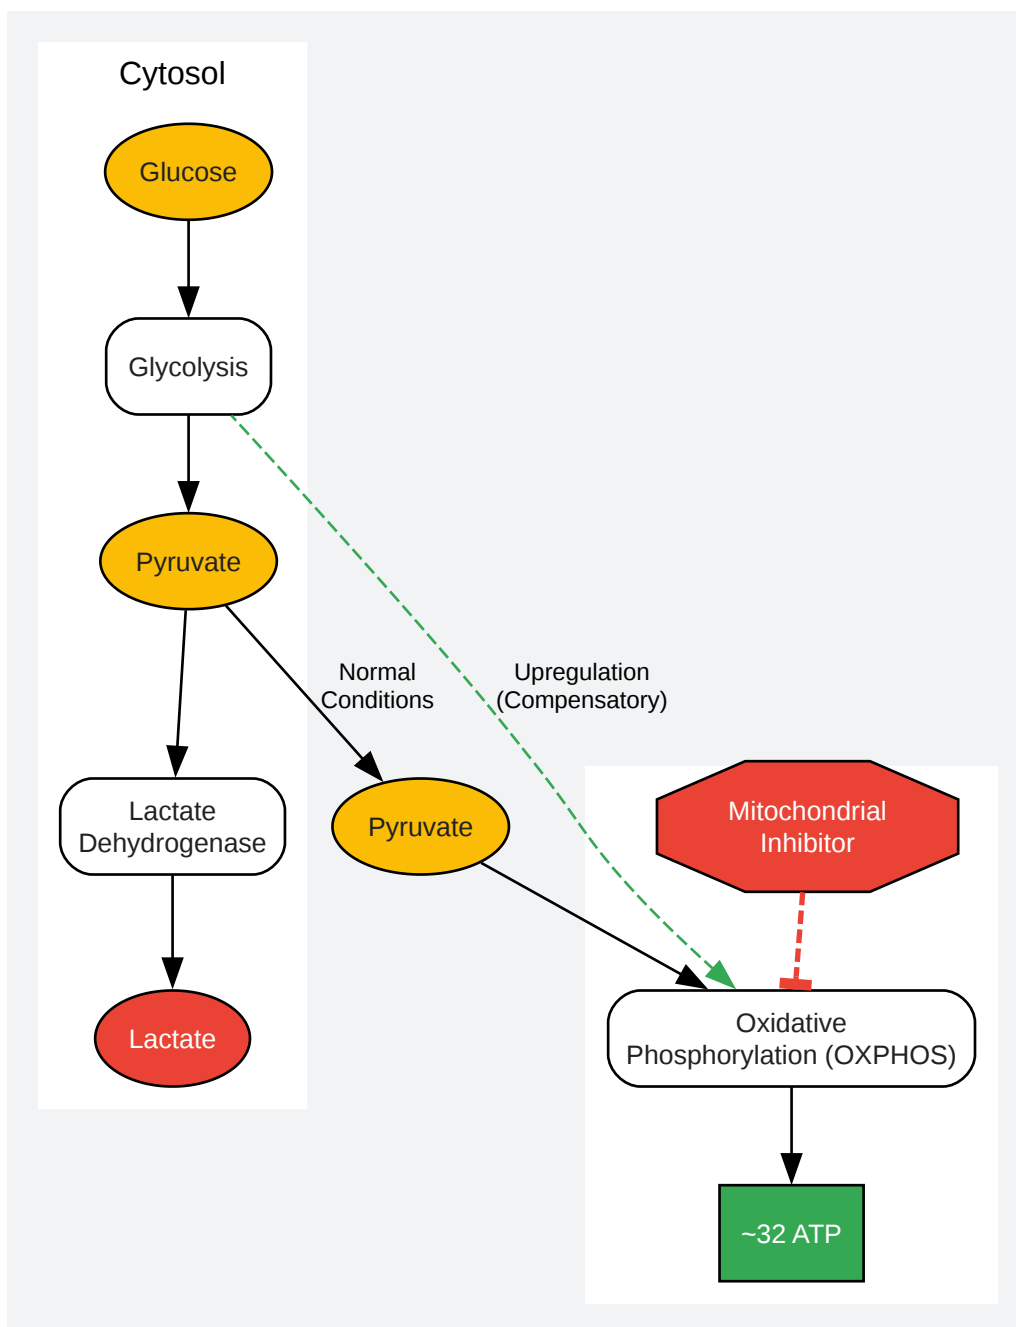 Cytosol
Glucose
Glycolysis
Pyruvate
Normal
Conditions
Upregulation
(Compensatory)
Lactate
Dehydrogenase
Pyruvate
Mitochondrial
Inhibitor
Lactate
Oxidative
Phosphorylation (OXPHOS)
~32 ATP